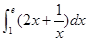 ∫₁ᵉ (2x + 1/x)dx